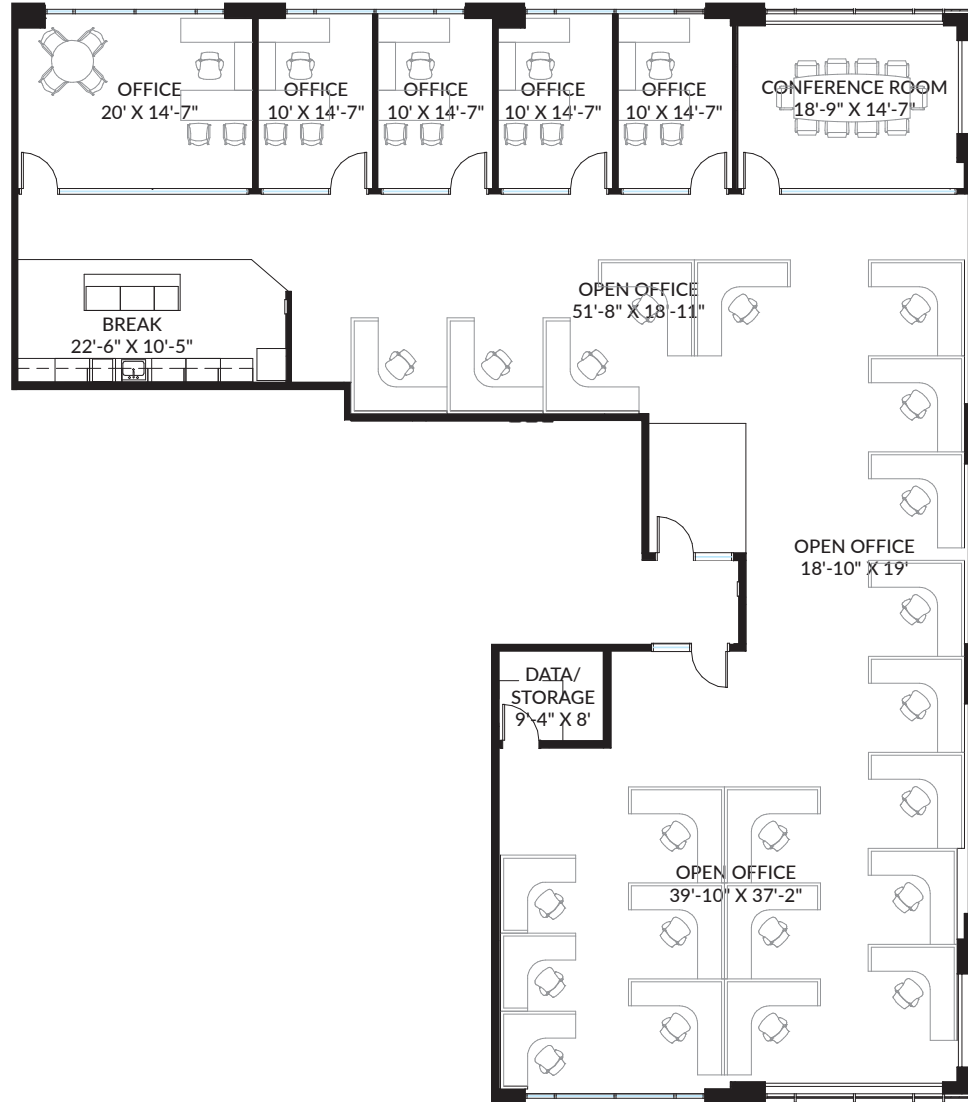 OFFICE
20' X 14'-7"
OFFICE
10' X 14'-7"
OFFICE
10' X 14'-7"
OFFICE
10' X 14'-7"
OFFICE
10' X 14'-7"
CONFERENCE ROOM
18'-9" X 14'-7"
OPEN OFFICE
51'-8" X 18'-11"
BREAK
22'-6" X 10'-5"
OPEN OFFICE
18'-10" X 19'
DATA/
STORAGE
9'-4" X 8'
OPEN OFFICE
39'-10" X 37'-2"